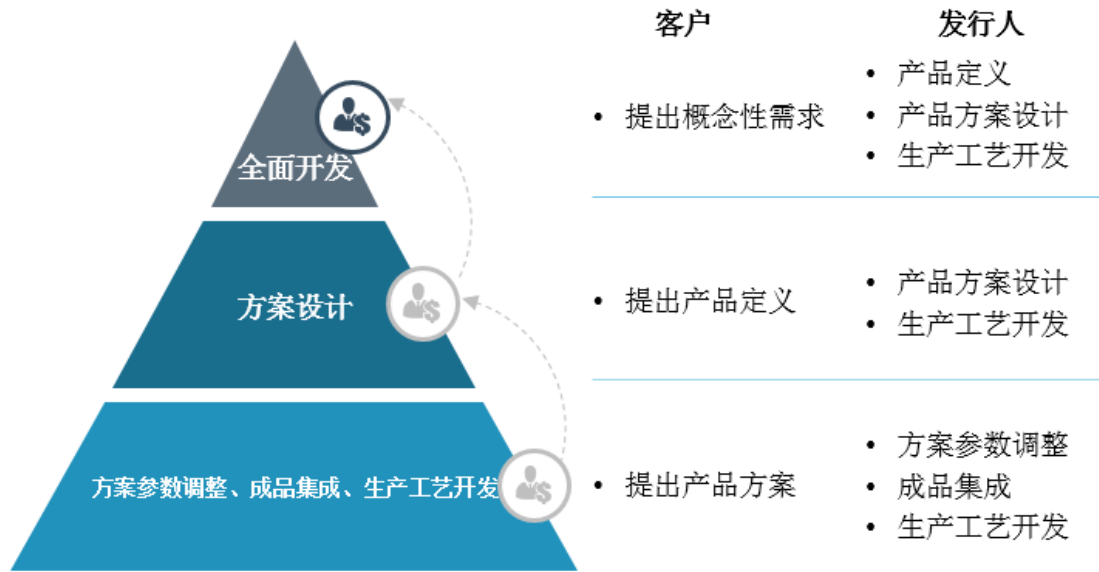 客户
发行人
全面开发
• 提出概念性需求
• 产品定义
• 产品方案设计
• 生产工艺开发
方案设计
• 提出产品定义
• 产品方案设计
• 生产工艺开发
方案参数调整、成品集成、生产工艺开发
• 提出产品方案
• 方案参数调整
• 成品集成
• 生产工艺开发